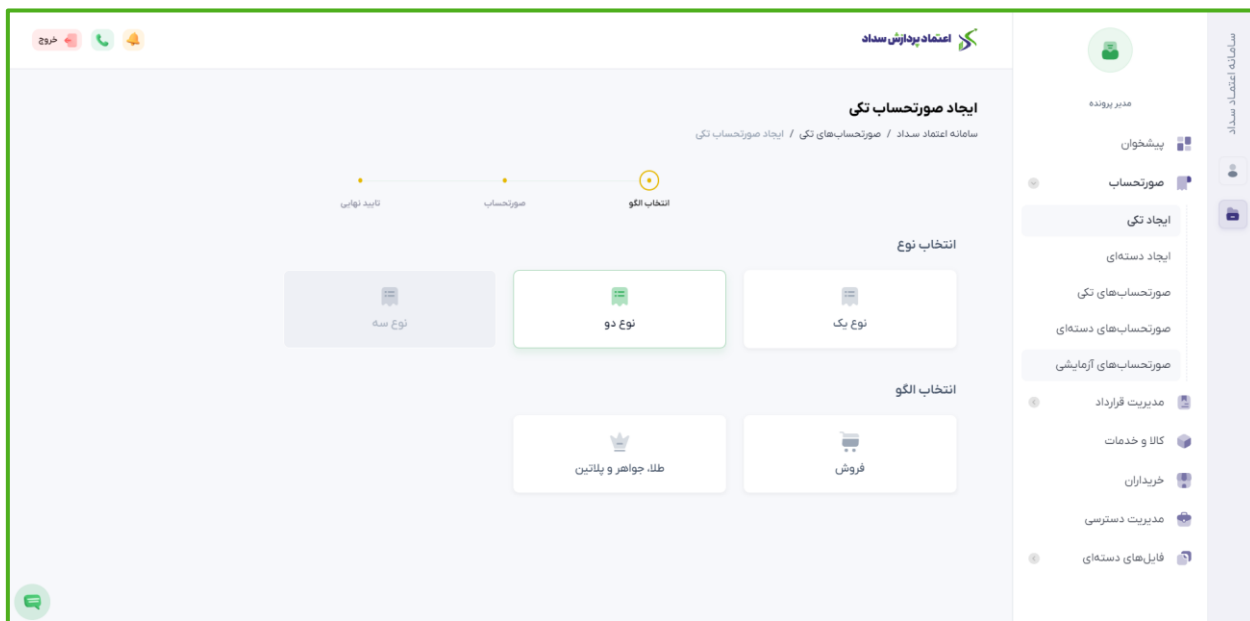 سامانه اعتماد سداد
مدیر پرونده
پیشخوان
صورتحساب
ایجاد تکی
ایجاد دسته‌ای
صورتحساب‌های تکی
صورتحساب‌های دسته‌ای
صورتحساب‌های آزمایشی
مدیریت قرارداد
کالا و خدمات
خریداران
مدیریت دسترسی
فایل‌های دسته‌ای
اعتماد پردازش سداد
خروج
ایجاد صورتحساب تکی
سامانه اعتماد سداد / صورتحساب‌های تکی / ایجاد صورتحساب تکی
انتخاب الگو صورتحساب تایید نهایی
انتخاب نوع
نوع یک نوع دو نوع سه
انتخاب الگو
فروش طلا، جواهر و پلاتین